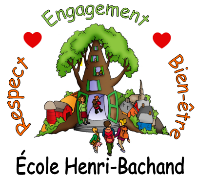 Respect
Engagement
Bien-être
École Henri-Bachand